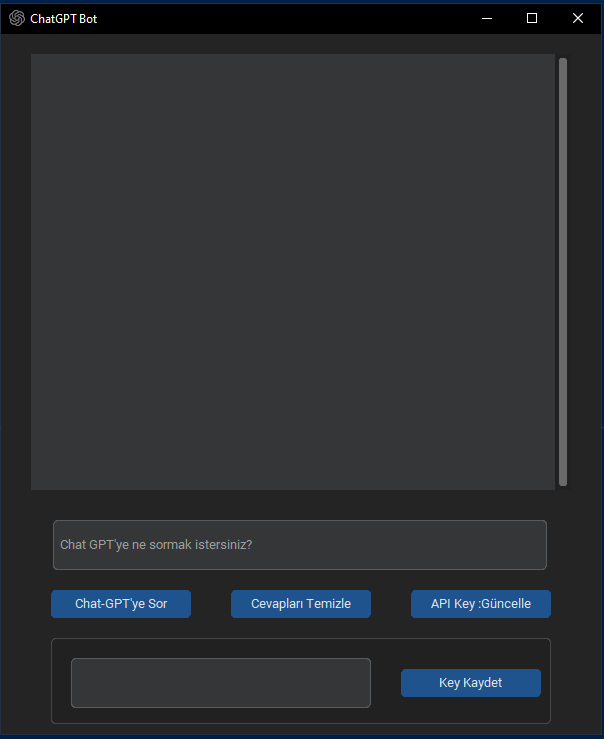 ChatGPT Bot
Chat GPT'ye ne sormak istersiniz?
Chat-GPT'ye Sor
Cevapları Temizle
API Key :Güncelle
Key Kaydet